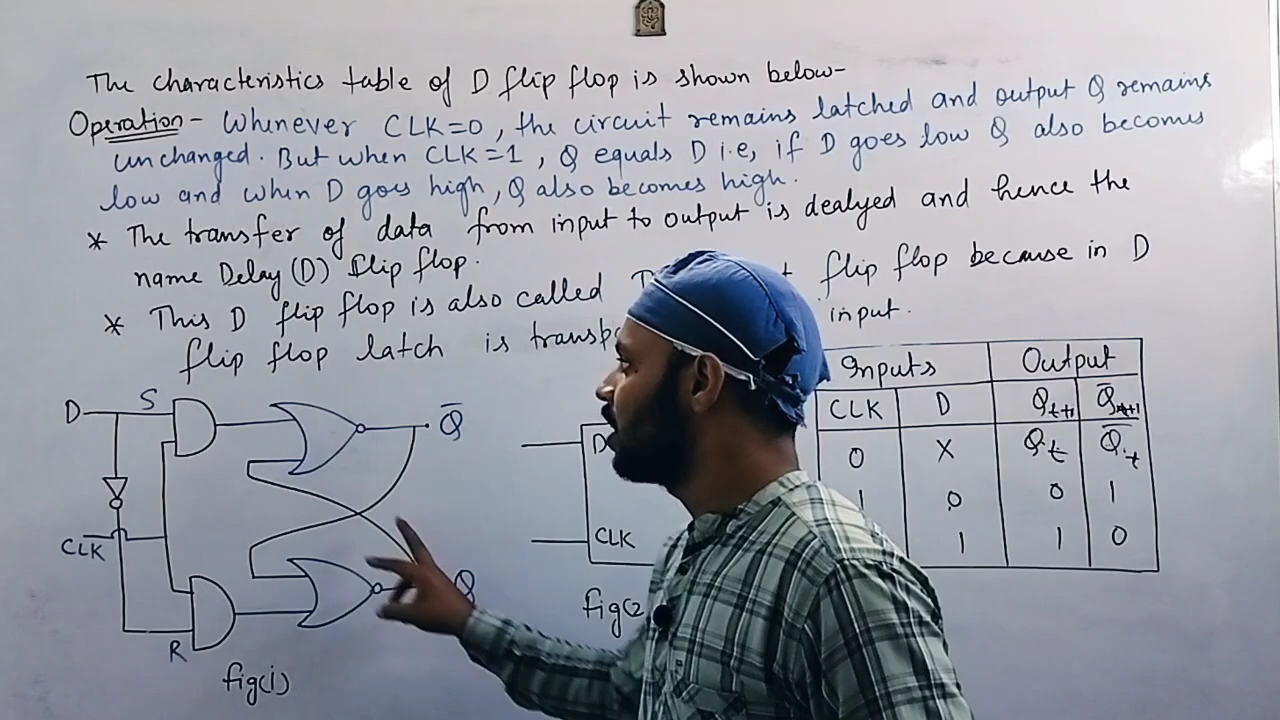 The characteristics table of D flip flop is shown below-
Operation - Whenever CLK=0, the circuit remains latched and output Q remains
unchanged. But when CLK=1, Q equals D i.e, if D goes low Q also becomes
low and when D goes high, Q also becomes high.
* The transfer of data from input to output is dealyed and hence the
name Delay (D) flip flop.
* This D flip flop is also called flip flop because in D
flip flop latch is input.
D S Q̅
CLK
R Q
fig(i)
D
CLK
fig(2
Inputs Output
CLK D Qt+1 Q̅t+1
0 X Qt Q̅t
1 0 0 1
1 1 0